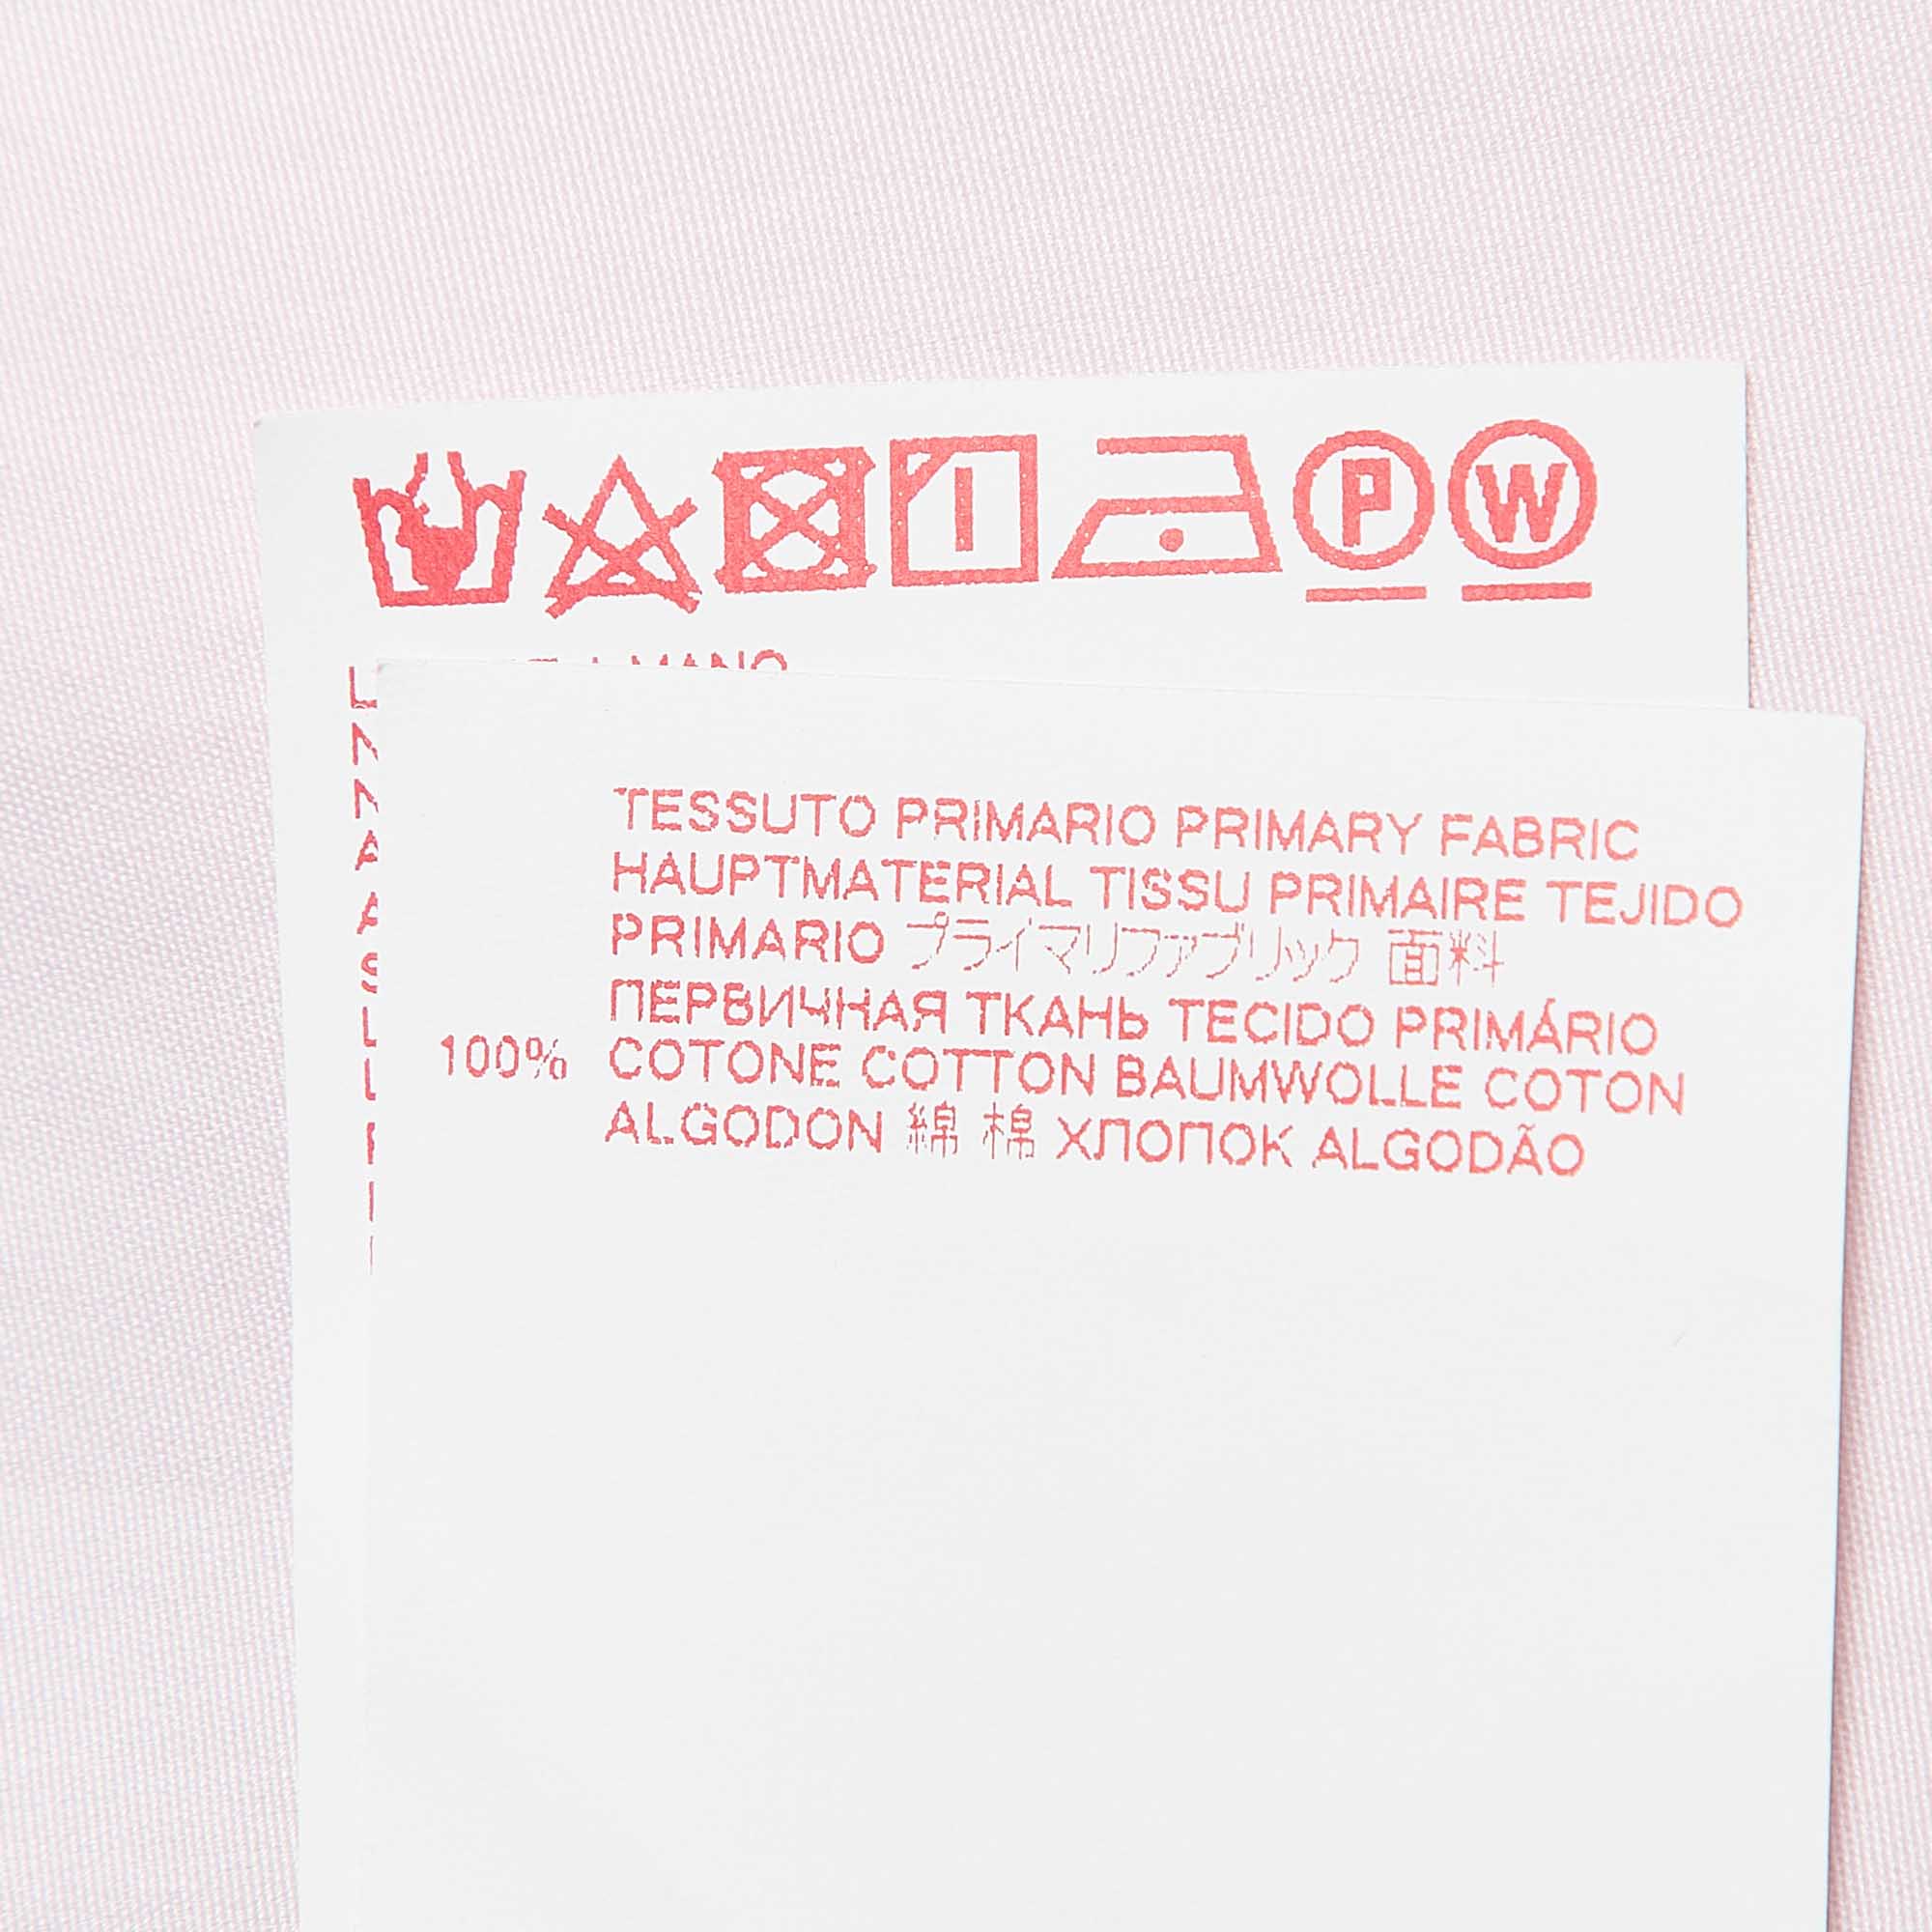 P W
A MANO
TESSUTO PRIMARIO PRIMARY FABRIC
HAUPTMATERIAL TISSU PRIMAIRE TEJIDO
PRIMARIO プライマリファブリック 面料
ПЕРВИЧНАЯ ТКАНЬ TECIDO PRIMÁRIO
100% COTONE COTTON BAUMWOLLE COTON
ALGODON 綿 棉 ХЛОПОК ALGODÃO